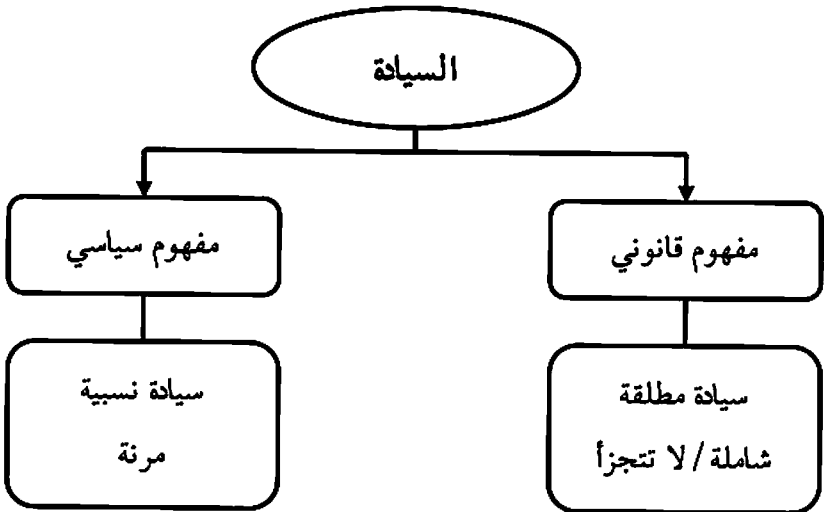 السيادة
مفهوم قانوني
مفهوم سياسي
سيادة مطلقة
شاملة / لا تتجزأ
سيادة نسبية
مرنة